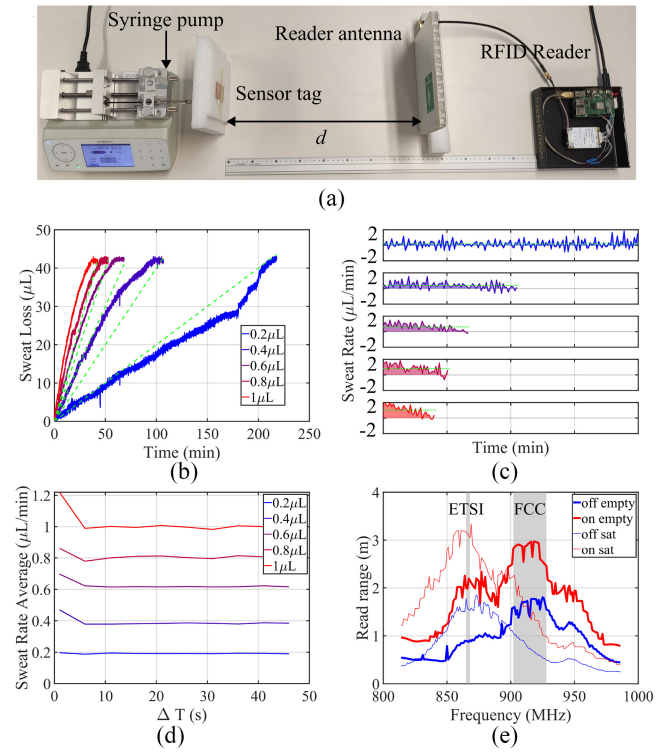 Syringe pump
Reader antenna
RFID Reader
Sensor tag
d
(a)
Sweat Loss (μL)
50
40
30
20
10
0
0 50 100 150 200 250
Time (min)
0.2μL
0.4μL
0.6μL
0.8μL
1μL
(b)
Sweat Rate (μL/min)
2
-2
2
-2
2
-2
2
-2
2
-2
Time (min)
(c)
Sweat Rate Average (μL/min)
1.2
1
0.8
0.6
0.4
0.2
0
0 10 20 30 40 50
Δ T (s)
0.2μL
0.4μL
0.6μL
0.8μL
1μL
(d)
Read range (m)
4
3
2
1
0
800 850 900 950 1000
Frequency (MHz)
ETSI FCC
off empty
on empty
off sat
on sat
(e)